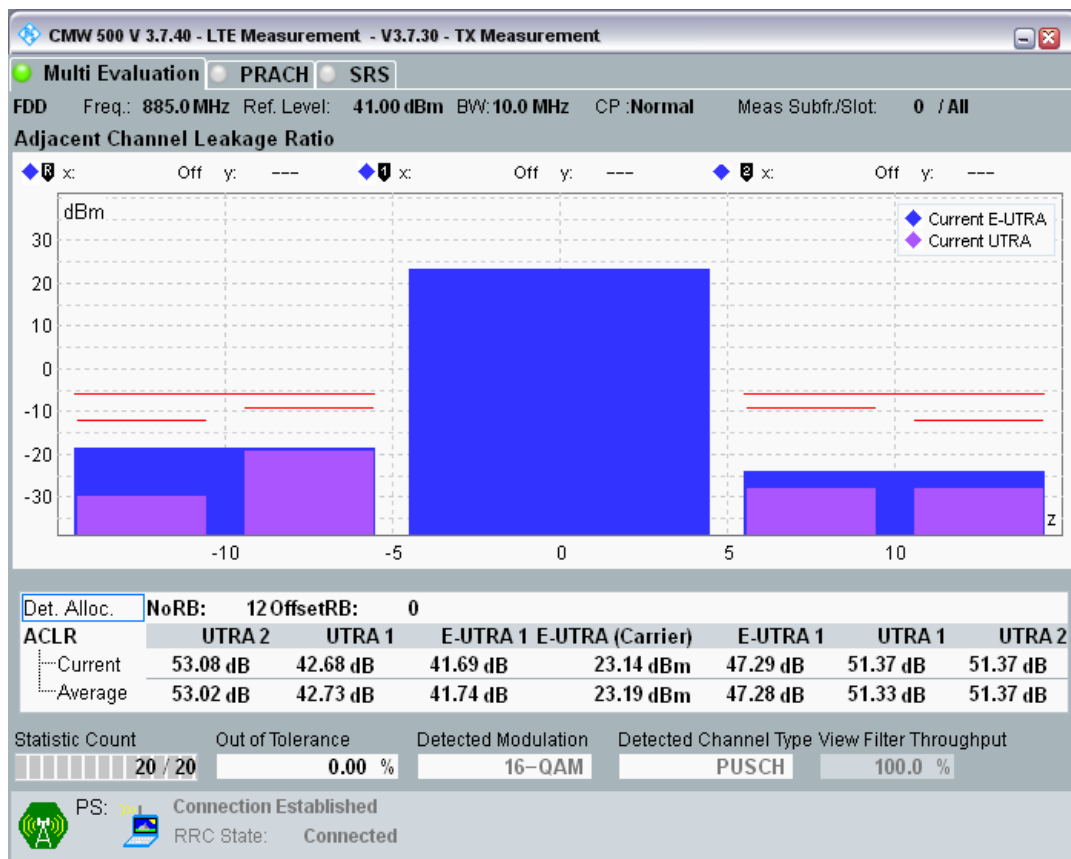 CMW 500 V 3.7.40 - LTE Measurement - V3.7.30 - TX Measurement
Multi Evaluation PRACH SRS
FDD Freq.: 885.0 MHz Ref. Level: 41.00 dBm BW: 10.0 MHz CP :Normal Meas Subfr./Slot: 0 / All
Adjacent Channel Leakage Ratio
R x: Off y: --- 1 x: Off y: --- 2 x: Off y: ---
dBm
Current E-UTRA
Current UTRA
30
20
10
0
-10
-20
-30
z
-10 -5 0 5 10
Det. Alloc. NoRB: 12 OffsetRB: 0
ACLR UTRA 2 UTRA 1 E-UTRA 1 E-UTRA (Carrier) E-UTRA 1 UTRA 1 UTRA 2
Current 53.08 dB 42.68 dB 41.69 dB 23.14 dBm 47.29 dB 51.37 dB 51.37 dB
Average 53.02 dB 42.73 dB 41.74 dB 23.19 dBm 47.28 dB 51.33 dB 51.37 dB
Statistic Count Out of Tolerance Detected Modulation Detected Channel Type View Filter Throughput
20 / 20 0.00 % 16-QAM PUSCH 100.0 %
PS: Connection Established
RRC State: Connected